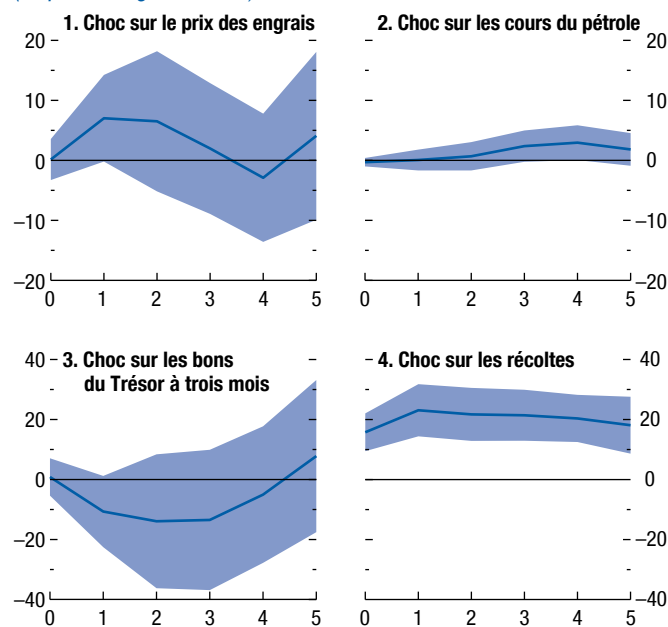 1. Choc sur le prix des engrais
20
10
0
–10
–20
0 1 2 3 4 5
2. Choc sur les cours du pétrole
20
10
0
–10
–20
0 1 2 3 4 5
3. Choc sur les bons
du Trésor à trois mois
40
20
0
–20
–40
0 1 2 3 4 5
4. Choc sur les récoltes
40
20
0
–20
–40
0 1 2 3 4 5